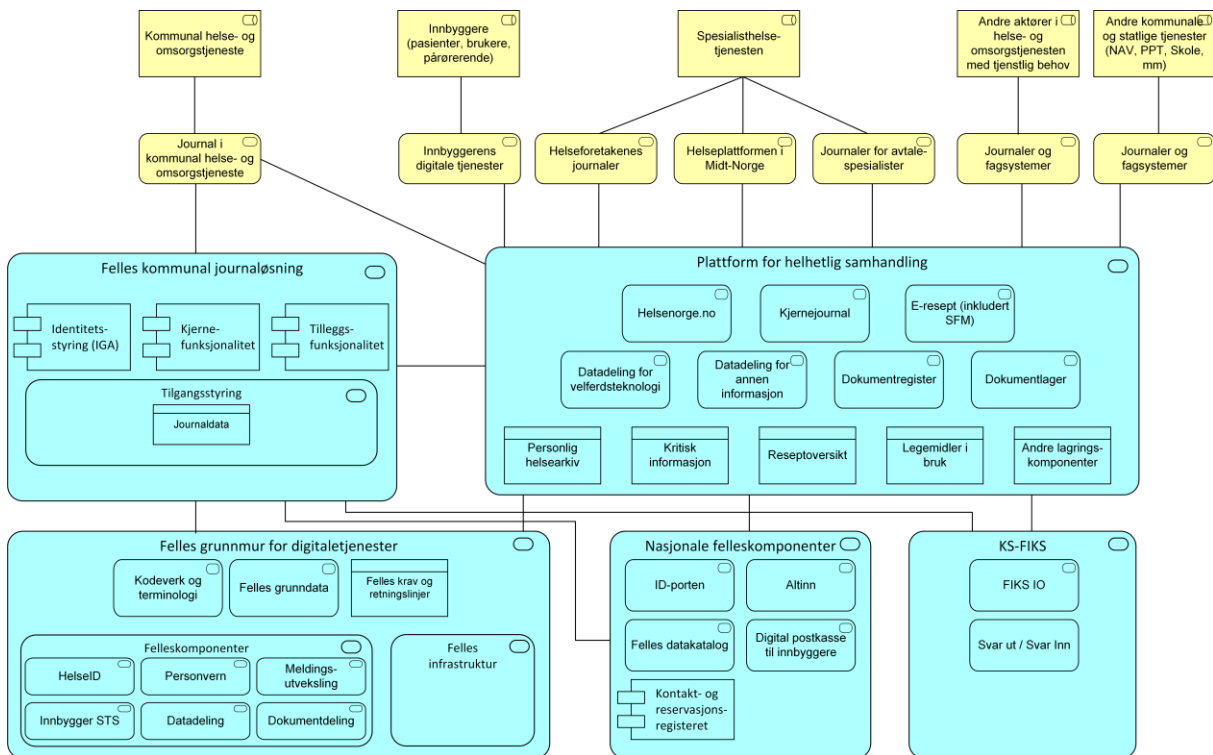 Kommunal helse- og
omsorgstjeneste
Innbyggere
(pasienter, brukere,
pårørerende)
Spesialisthelse-
tjenesten
Andre aktører i
helse- og
omsorgstjenesten
med tjenstlig behov
Andre kommunale
og statlige tjenester
(NAV, PPT, Skole,
mm)
Journal i
kommunal helse- og
omsorgstjeneste
Innbyggerens
digitale tjenester
Helseforetakenes
journaler
Helseplattformen i
Midt-Norge
Journaler for avtale-
spesialister
Journaler og
fagsystemer
Journaler og
fagsystemer
Felles kommunal journaløsning
Identitets-
styring (IGA)
Kjerne-
funksjonalitet
Tilleggs-
funksjonalitet
Tilgangsstyring
Journaldata
Plattform for helhetlig samhandling
Helsenorge.no
Kjernejournal
E-resept (inkludert
SFM)
Datadeling for
velferdsteknologi
Datadeling for
annen
informasjon
Dokumentregister
Dokumentlager
Personlig
helsearkiv
Kritisk
informasjon
Reseptoversikt
Legemidler i
bruk
Andre lagrings-
komponenter
Felles grunnmur for digitaletjenester
Kodeverk og
terminologi
Felles grunndata
Felles krav og
retningslinjer
Felleskomponenter
HelseID
Personvern
Meldings-
utveksling
Innbygger STS
Datadeling
Dokumentdeling
Felles
infrastruktur
Nasjonale felleskomponenter
ID-porten
Altinn
Felles datakatalog
Digital postkasse
til innbyggere
Kontakt- og
reservasjons-
registeret
KS-FIKS
FIKS IO
Svar ut / Svar Inn